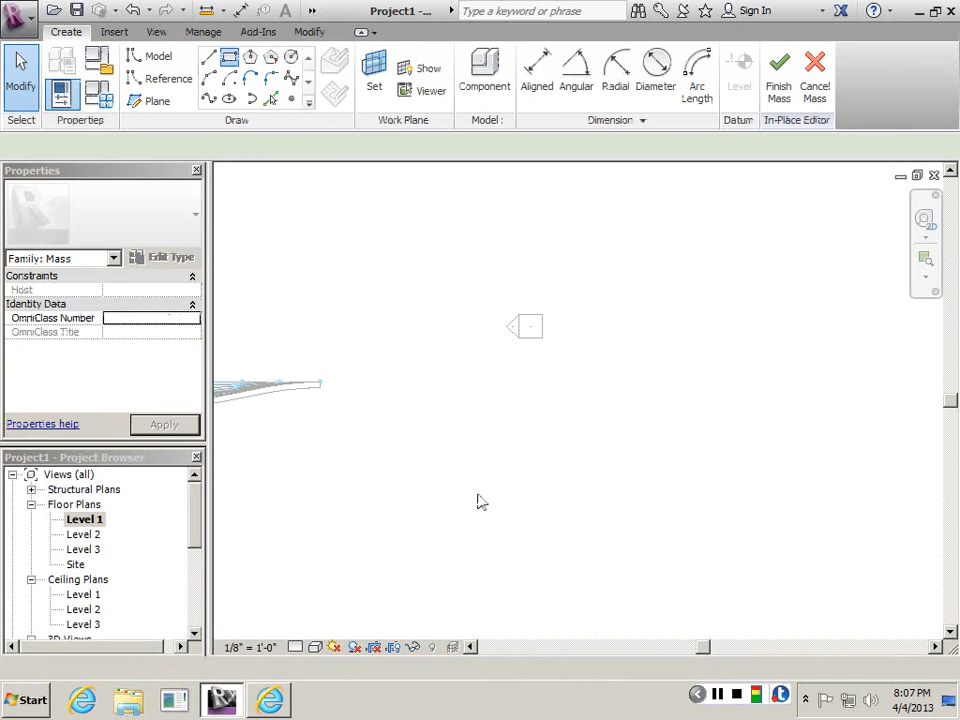 Project1 -...
Type a keyword or phrase
Sign In
Create
Insert
View
Manage
Add-Ins
Modify
Modify
Model
Reference
Plane
Set
Show
Viewer
Component
Aligned
Angular
Radial
Diameter
Arc
Length
Level
Finish
Mass
Cancel
Mass
Select
Properties
Draw
Work Plane
Model
Dimension
Datum
In-Place Editor
Properties
Family: Mass
Edit Type
Constraints
Host
Identity Data
OmniClass Number
OmniClass Title
Properties help
Apply
Project1 - Project Browser
Views (all)
Structural Plans
Floor Plans
Level 1
Level 2
Level 3
Site
Ceiling Plans
Level 1
Level 2
Level 3
3D Views
2D
1/8" = 1'-0"
Start
8:07 PM
4/4/2013